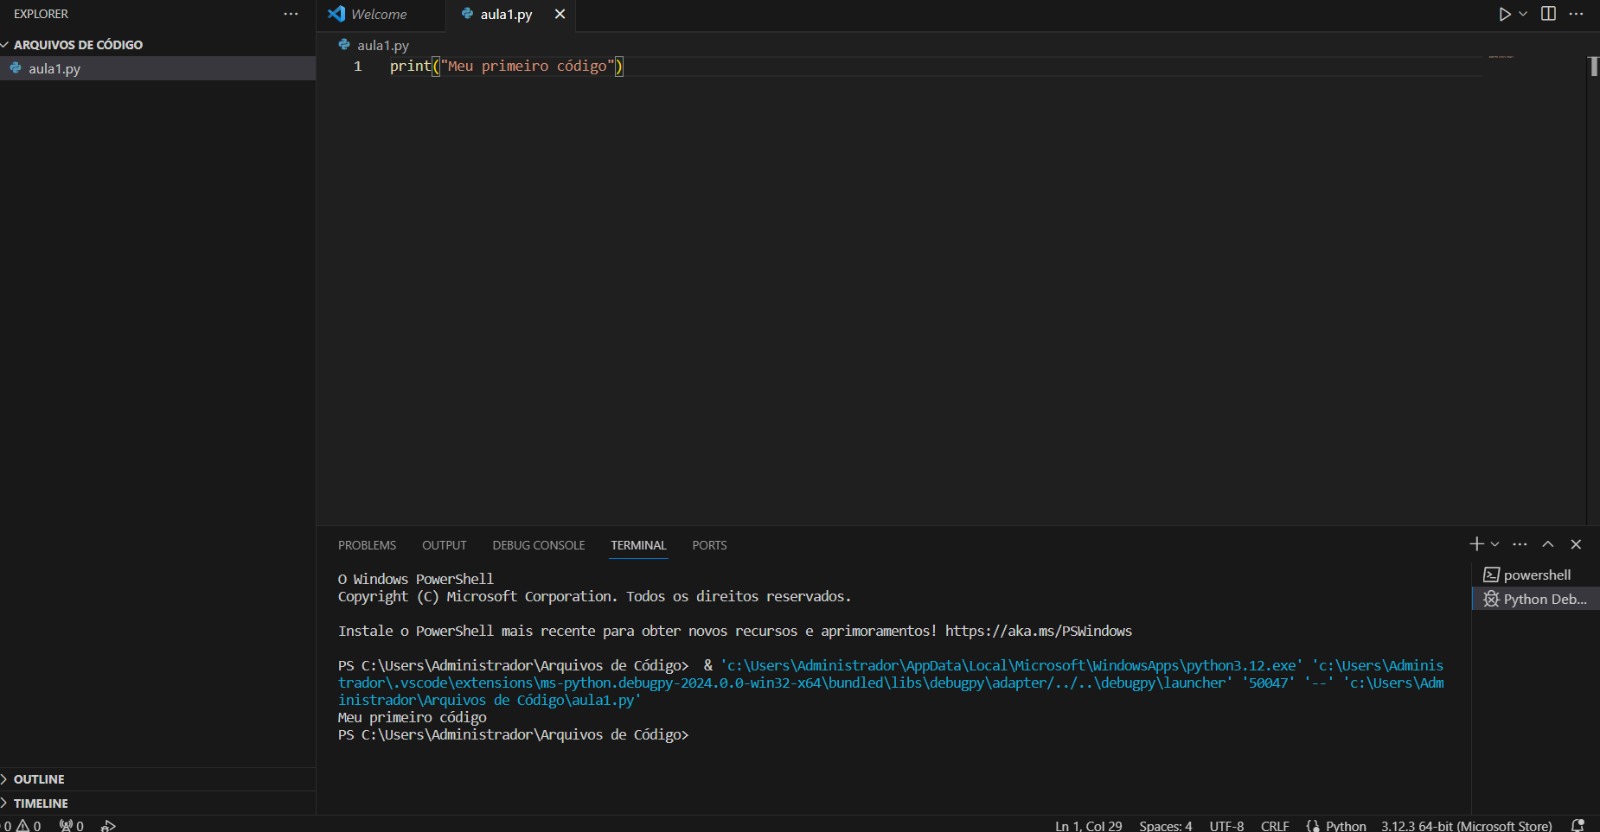 EXPLORER
ARQUIVOS DE CÓDIGO
aula1.py
OUTLINE
TIMELINE
Welcome
aula1.py
aula1.py
1 print("Meu primeiro código")
PROBLEMS OUTPUT DEBUG CONSOLE TERMINAL PORTS
O Windows PowerShell
Copyright (C) Microsoft Corporation. Todos os direitos reservados.
Instale o PowerShell mais recente para obter novos recursos e aprimoramentos! https://aka.ms/PSWindows
PS C:\Users\Administrador\Arquivos de Código> & 'c:\Users\Administrador\AppData\Local\Microsoft\WindowsApps\python3.12.exe' 'c:\Users\Adminis
trador\.vscode\extensions\ms-python.debugpy-2024.0.0-win32-x64\bundled\libs\debugpy\adapter/../..\debugpy\launcher' '50047' '--' 'c:\Users\Adm
inistrador\Arquivos de Código\aula1.py'
Meu primeiro código
PS C:\Users\Administrador\Arquivos de Código>
powershell
Python Deb...
0 0 0 Ln 1, Col 29 Spaces: 4 UTF-8 CRLF {} Python 3.12.3 64-bit (Microsoft Store)